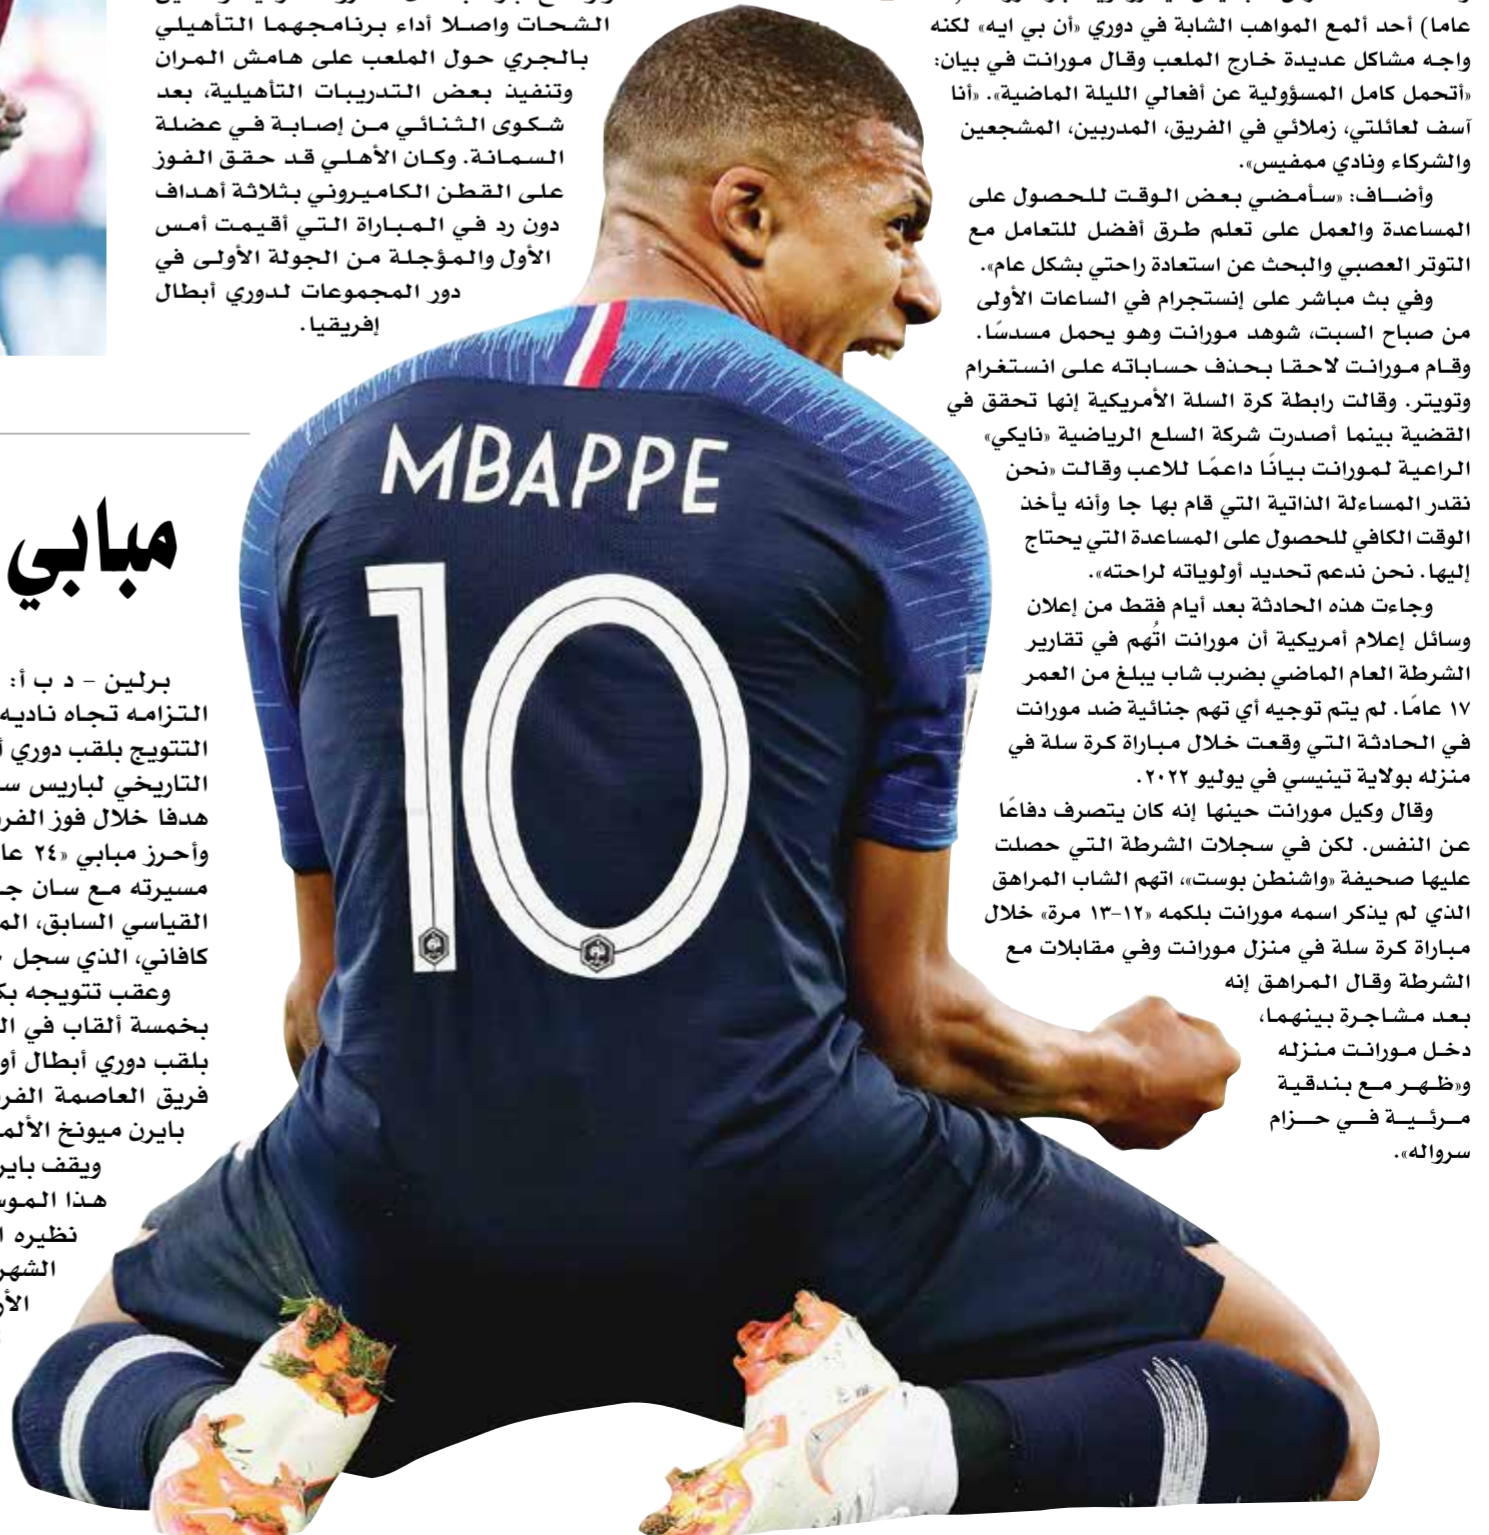 عاما) أحد ألمع المواهب الشابة في دوري «أن بي ايه» لكنه
واجه مشاكل عديدة خارج الملعب وقال مورانت في بيان:
«أتحمل كامل المسؤولية عن أفعالي الليلة الماضية». «أنا
آسف لعائلتي، زملائي في الفريق، المدربين، المشجعين
والشركاء ونادي ممفيس».
وأضاف: «سأمضي بعض الوقت للحصول على
المساعدة والعمل على تعلم طرق أفضل للتعامل مع
التوتر العصبي والبحث عن استعادة راحتي بشكل عام».
وفي بث مباشر على إنستجرام في الساعات الأولى
من صباح السبت، شوهد مورانت وهو يحمل مسدسًا.
وقام مورانت لاحقا بحذف حساباته على انستغرام
وتويتر. وقالت رابطة كرة السلة الأمريكية إنها تحقق في
القضية بينما أصدرت شركة السلع الرياضية «نايكي»
الراعية لمورانت بيانًا داعمًا للاعب وقالت «نحن
نقدر المساءلة الذاتية التي قام بها جا وأنه يأخذ
الوقت الكافي للحصول على المساعدة التي يحتاج
إليها. نحن ندعم تحديد أولوياته لراحته».
وجاءت هذه الحادثة بعد أيام فقط من إعلان
وسائل إعلام أمريكية أن مورانت اتُهم في تقارير
الشرطة العام الماضي بضرب شاب يبلغ من العمر
١٧ عامًا. لم يتم توجيه أي تهم جنائية ضد مورانت
في الحادثة التي وقعت خلال مباراة كرة سلة في
منزله بولاية تينيسي في يوليو ٢٠٢٢.
وقال وكيل مورانت حينها إنه كان يتصرف دفاعًا
عن النفس. لكن في سجلات الشرطة التي حصلت
عليها صحيفة «واشنطن بوست»، اتهم الشاب المراهق
الذي لم يذكر اسمه مورانت بلكمه «١٢-١٣ مرة» خلال
مباراة كرة سلة في منزل مورانت وفي مقابلات مع
الشرطة وقال المراهق إنه
بعد مشاجرة بينهما،
دخل مورانت منزله
و«ظهر مع بندقية
مرئية في حزام
سرواله».
الشحات واصلا أداء برنامجهما التأهيلي
بالجري حول الملعب على هامش المران
وتنفيذ بعض التدريبات التأهيلية، بعد
شكوى الثنائي من إصابة في عضلة
السمانة. وكان الأهلي قد حقق الفوز
على القطن الكاميروني بثلاثة أهداف
دون رد في المباراة التي أقيمت أمس
الأول والمؤجلة من الجولة الأولى في
دور المجموعات لدوري أبطال
إفريقيا.
MBAPPE
10
مبابي
برلين - د ب أ:
التزامه تجاه ناديه
التتويج بلقب دوري
التاريخي لباريس
هدفا خلال فوز
وأحرز مبابي «٢٤
مسيرته مع سان
القياسي السابق،
كافاني، الذي سجل
وعقب تتويجه
بخمسة ألقاب في
بلقب دوري أبطال
فريق العاصمة
بايرن ميونخ
ويقف
هذا
نظيره